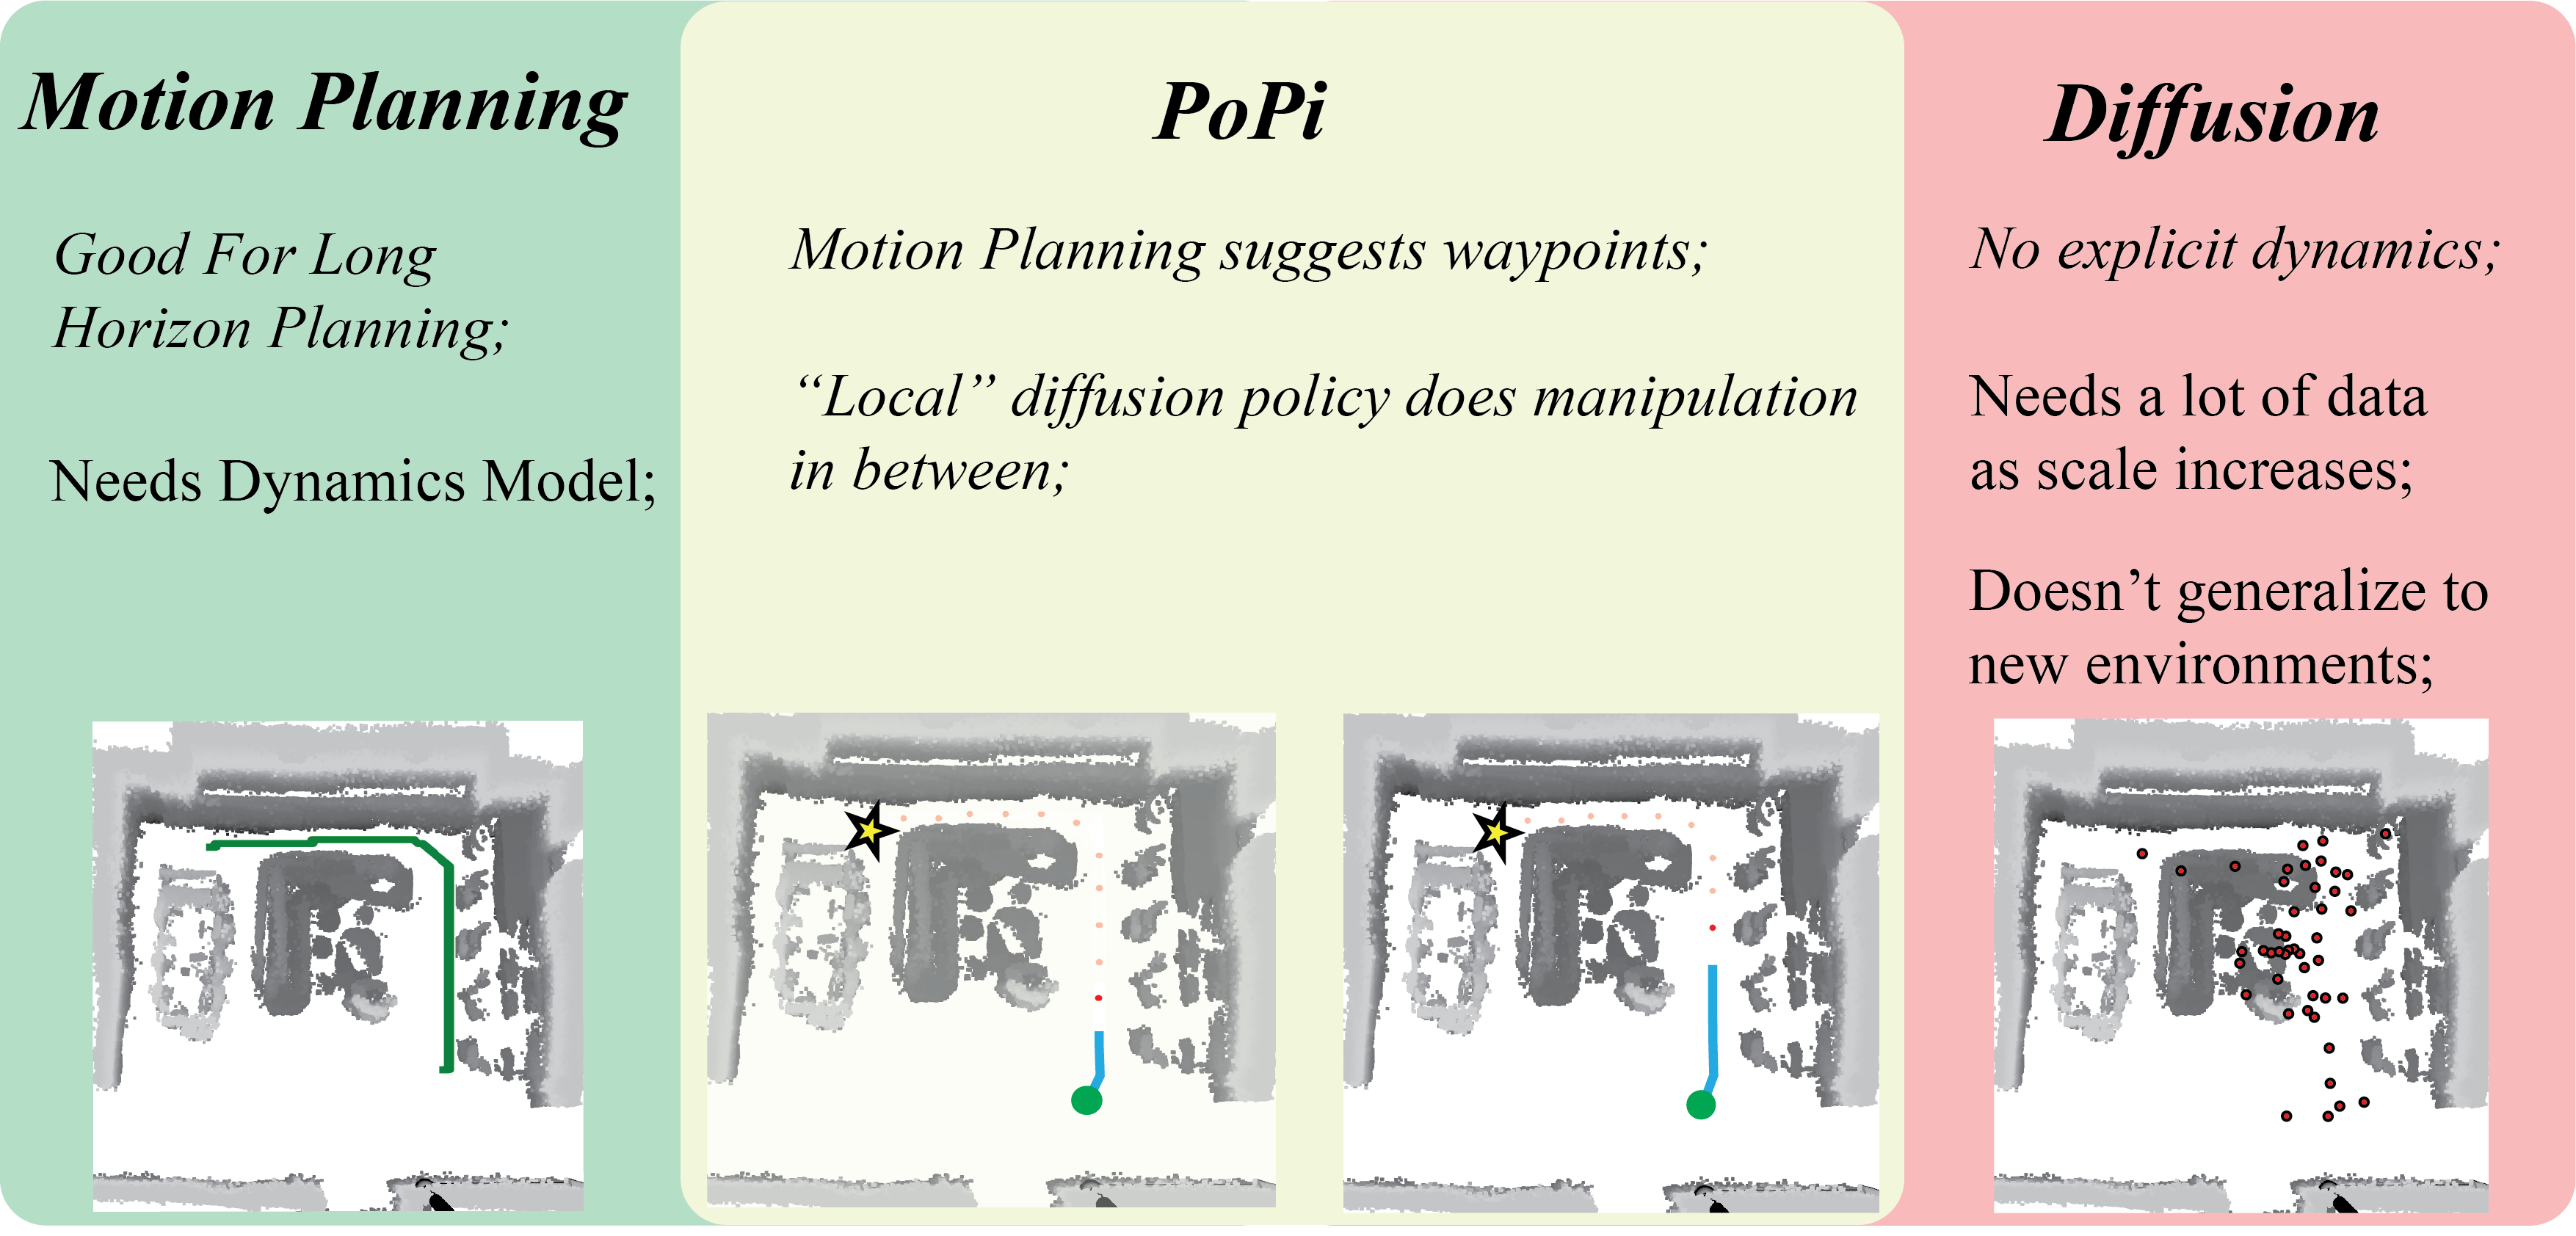 Motion Planning
Good For Long
Horizon Planning;
Needs Dynamics Model;
PoPi
Motion Planning suggests waypoints;
“Local” diffusion policy does manipulation
in between;
Diffusion
No explicit dynamics;
Needs a lot of data
as scale increases;
Doesn’t generalize to
new environments;